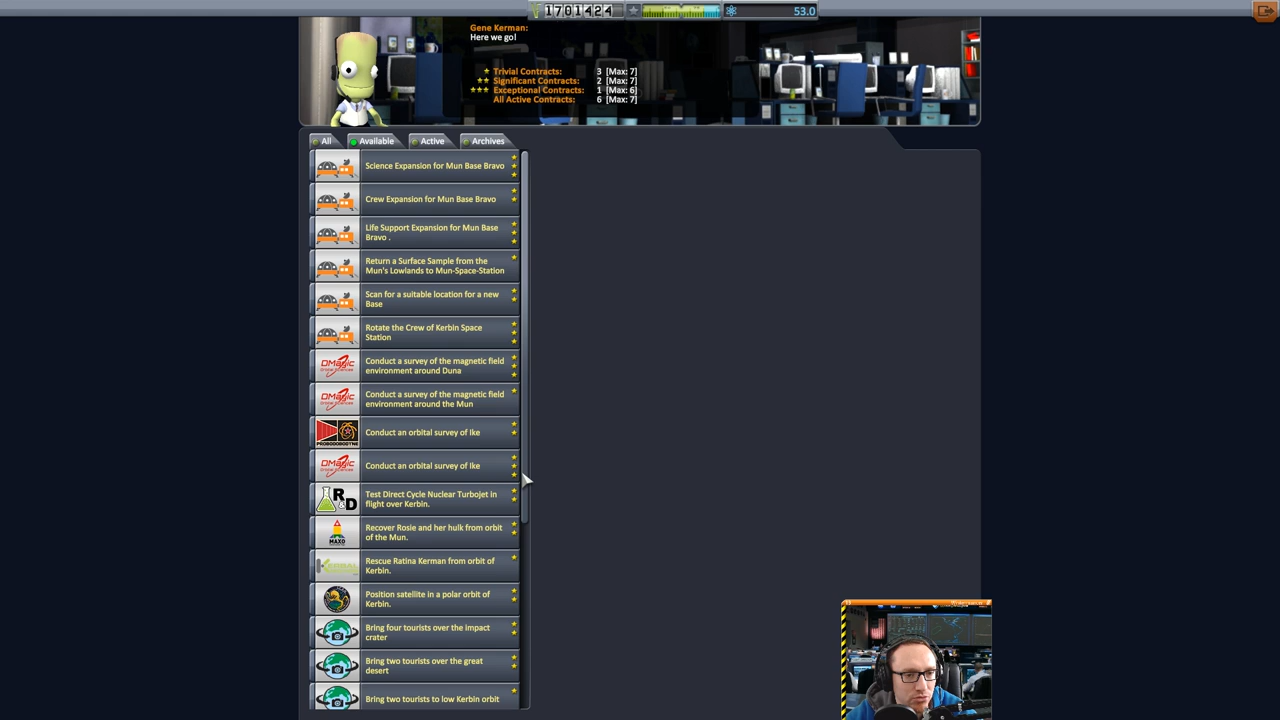 1701424
53.0
Gene Kerman:
Here we go!
Trivial Contracts: 3 [Max: 7]
Significant Contracts: 2 [Max: 7]
Exceptional Contracts: 1 [Max: 6]
All Active Contracts: 6 [Max: 7]
All Available Active Archives
Science Expansion for Mun Base Bravo
Crew Expansion for Mun Base Bravo
Life Support Expansion for Mun Base
Bravo .
Return a Surface Sample from the
Mun's Lowlands to Mun-Space-Station
Scan for a suitable location for a new
Base
Rotate the Crew of Kerbin Space
Station
DMagic
Conduct a survey of the magnetic field
environment around Duna
DMagic
Conduct a survey of the magnetic field
environment around the Mun
PROBODOBODYNE
Conduct an orbital survey of Ike
DMagic
Conduct an orbital survey of Ike
R&D
Test Direct Cycle Nuclear Turbojet in
flight over Kerbin.
MAXO
Recover Rosie and her hulk from orbit
of the Mun.
KERBAL
Rescue Ratina Kerman from orbit of
Kerbin.
Position satellite in a polar orbit of
Kerbin.
Bring four tourists over the impact
crater
Bring two tourists over the great
desert
Bring two tourists to low Kerbin orbit